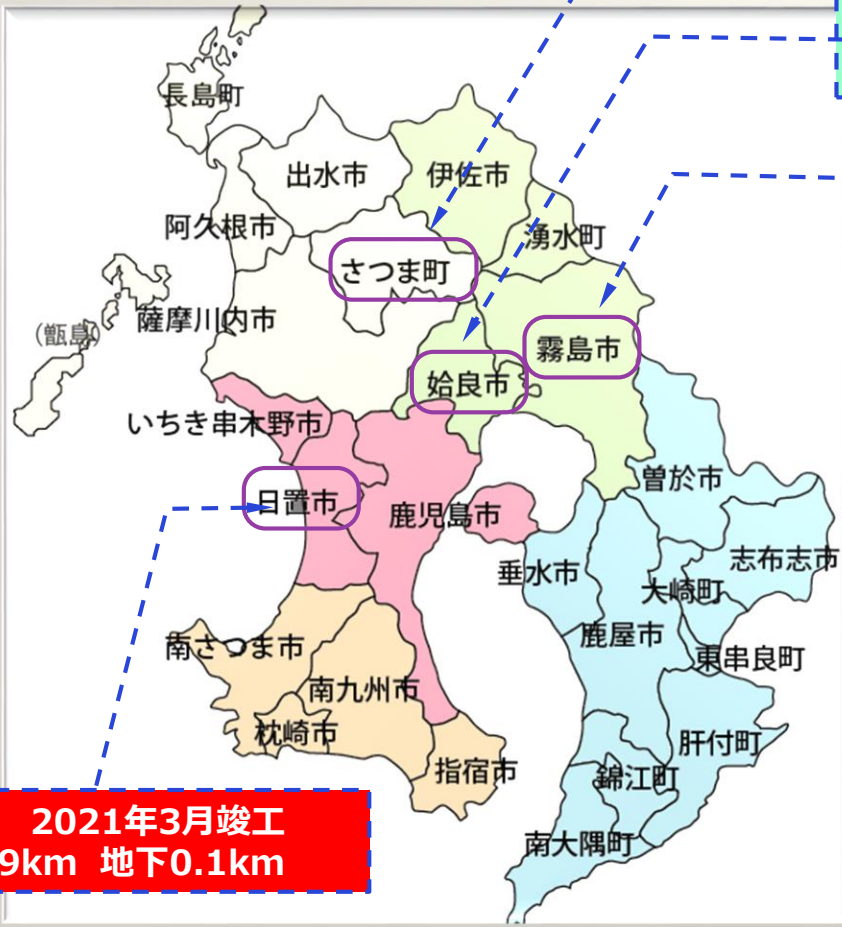 長島町
出水市
伊佐市
阿久根市
湧水町
さつま町
薩摩川内市
(甑島)
霧島市
姶良市
いちき串木野市
曽於市
日置市
鹿児島市
志布志市
垂水市
大崎町
鹿屋市
南さつま市
東串良町
南九州市
枕崎市
肝付町
指宿市
錦江町
南大隅町
2021年3月竣工
9km 地下0.1km